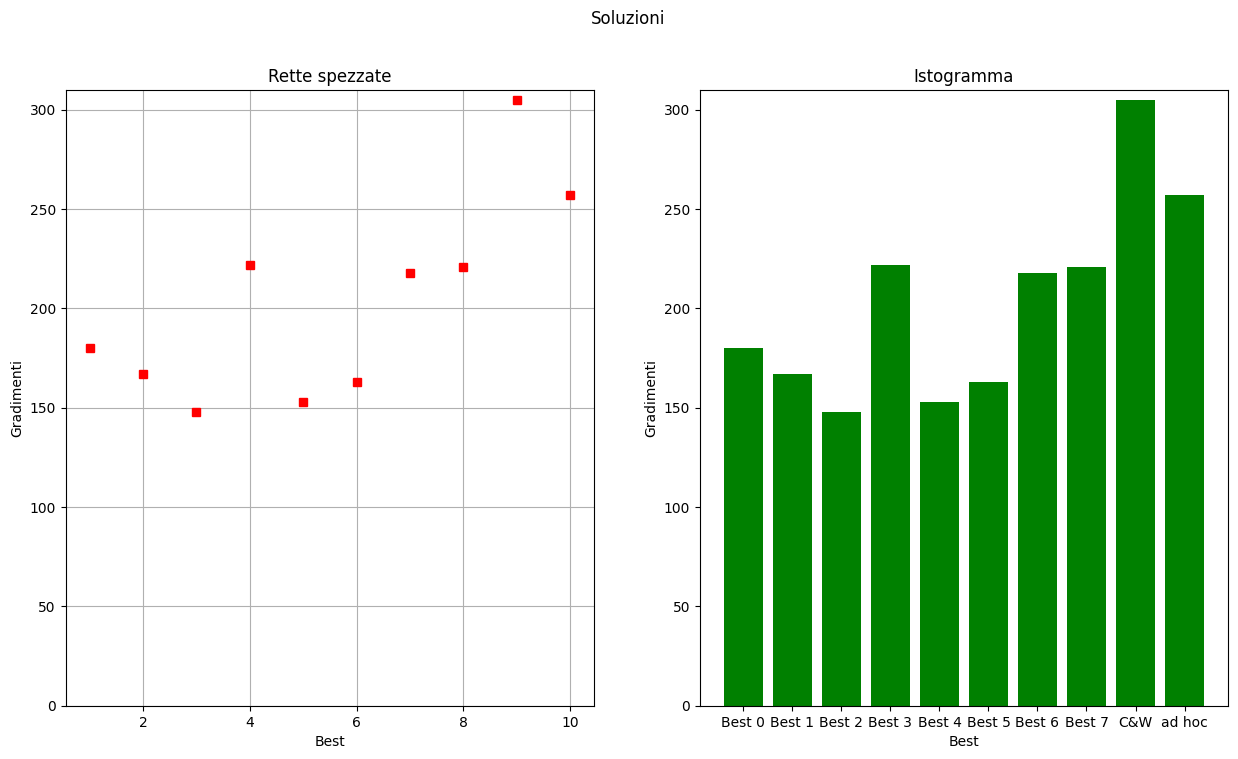 Soluzioni
Rette spezzate
300
250
200
150
100
50
0
Gradimenti
2 4 6 8 10
Best
Istogramma
300
250
200
150
100
50
0
Gradimenti
Best 0 Best 1 Best 2 Best 3 Best 4 Best 5 Best 6 Best 7 C&W ad hoc
Best